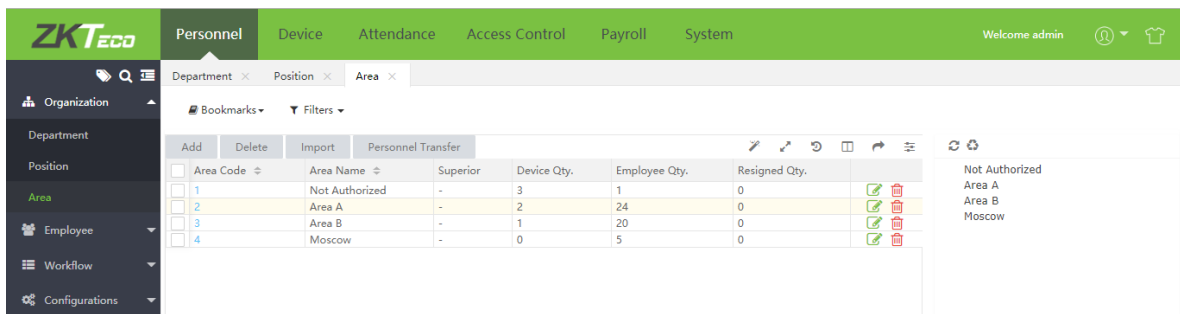 ZKTeco Personnel Device Attendance Access Control Payroll System Welcome admin
Department Position Area
Organization
Bookmarks Filters
Department
Add Delete Import Personnel Transfer
Position
Area Code Area Name Superior Device Qty. Employee Qty. Resigned Qty.
1 Not Authorized - 3 1 0
Area
2 Area A - 2 24 0
3 Area B - 1 20 0
Employee
4 Moscow - 0 5 0
Workflow
Configurations
Not Authorized
Area A
Area B
Moscow